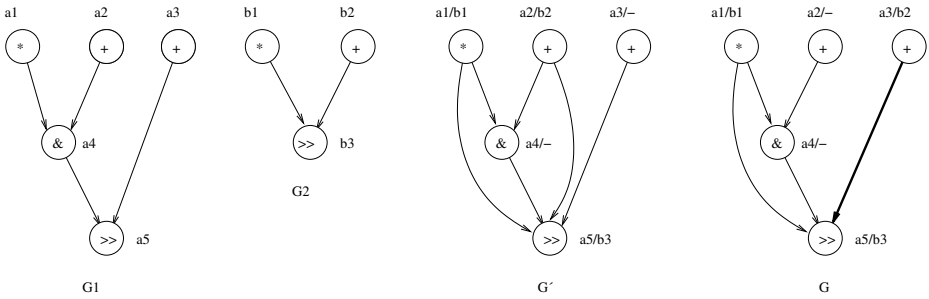 a1 a2 a3 b1 b2 a1/b1 a2/b2 a3/− a1/b1 a2/− a3/b2
* + + * + * + + * + +
& a4 >> b3 & a4/− & a4/−
G2
>> a5 >> a5/b3 >> a5/b3
G1 G´ G